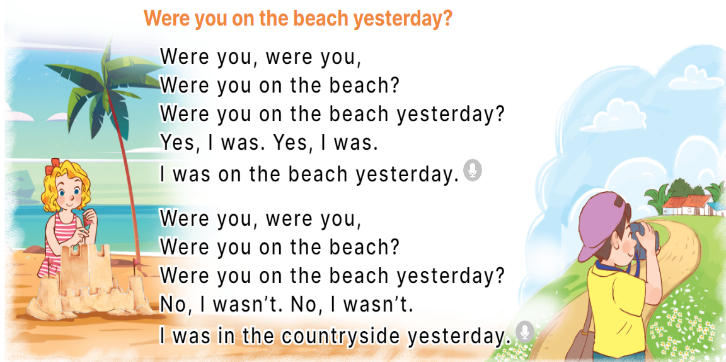 Were you on the beach yesterday?
Were you, were you,
Were you on the beach?
Were you on the beach yesterday?
Yes, I was. Yes, I was.
I was on the beach yesterday.
Were you, were you,
Were you on the beach?
Were you on the beach yesterday?
No, I wasn’t. No, I wasn’t.
I was in the countryside yesterday.